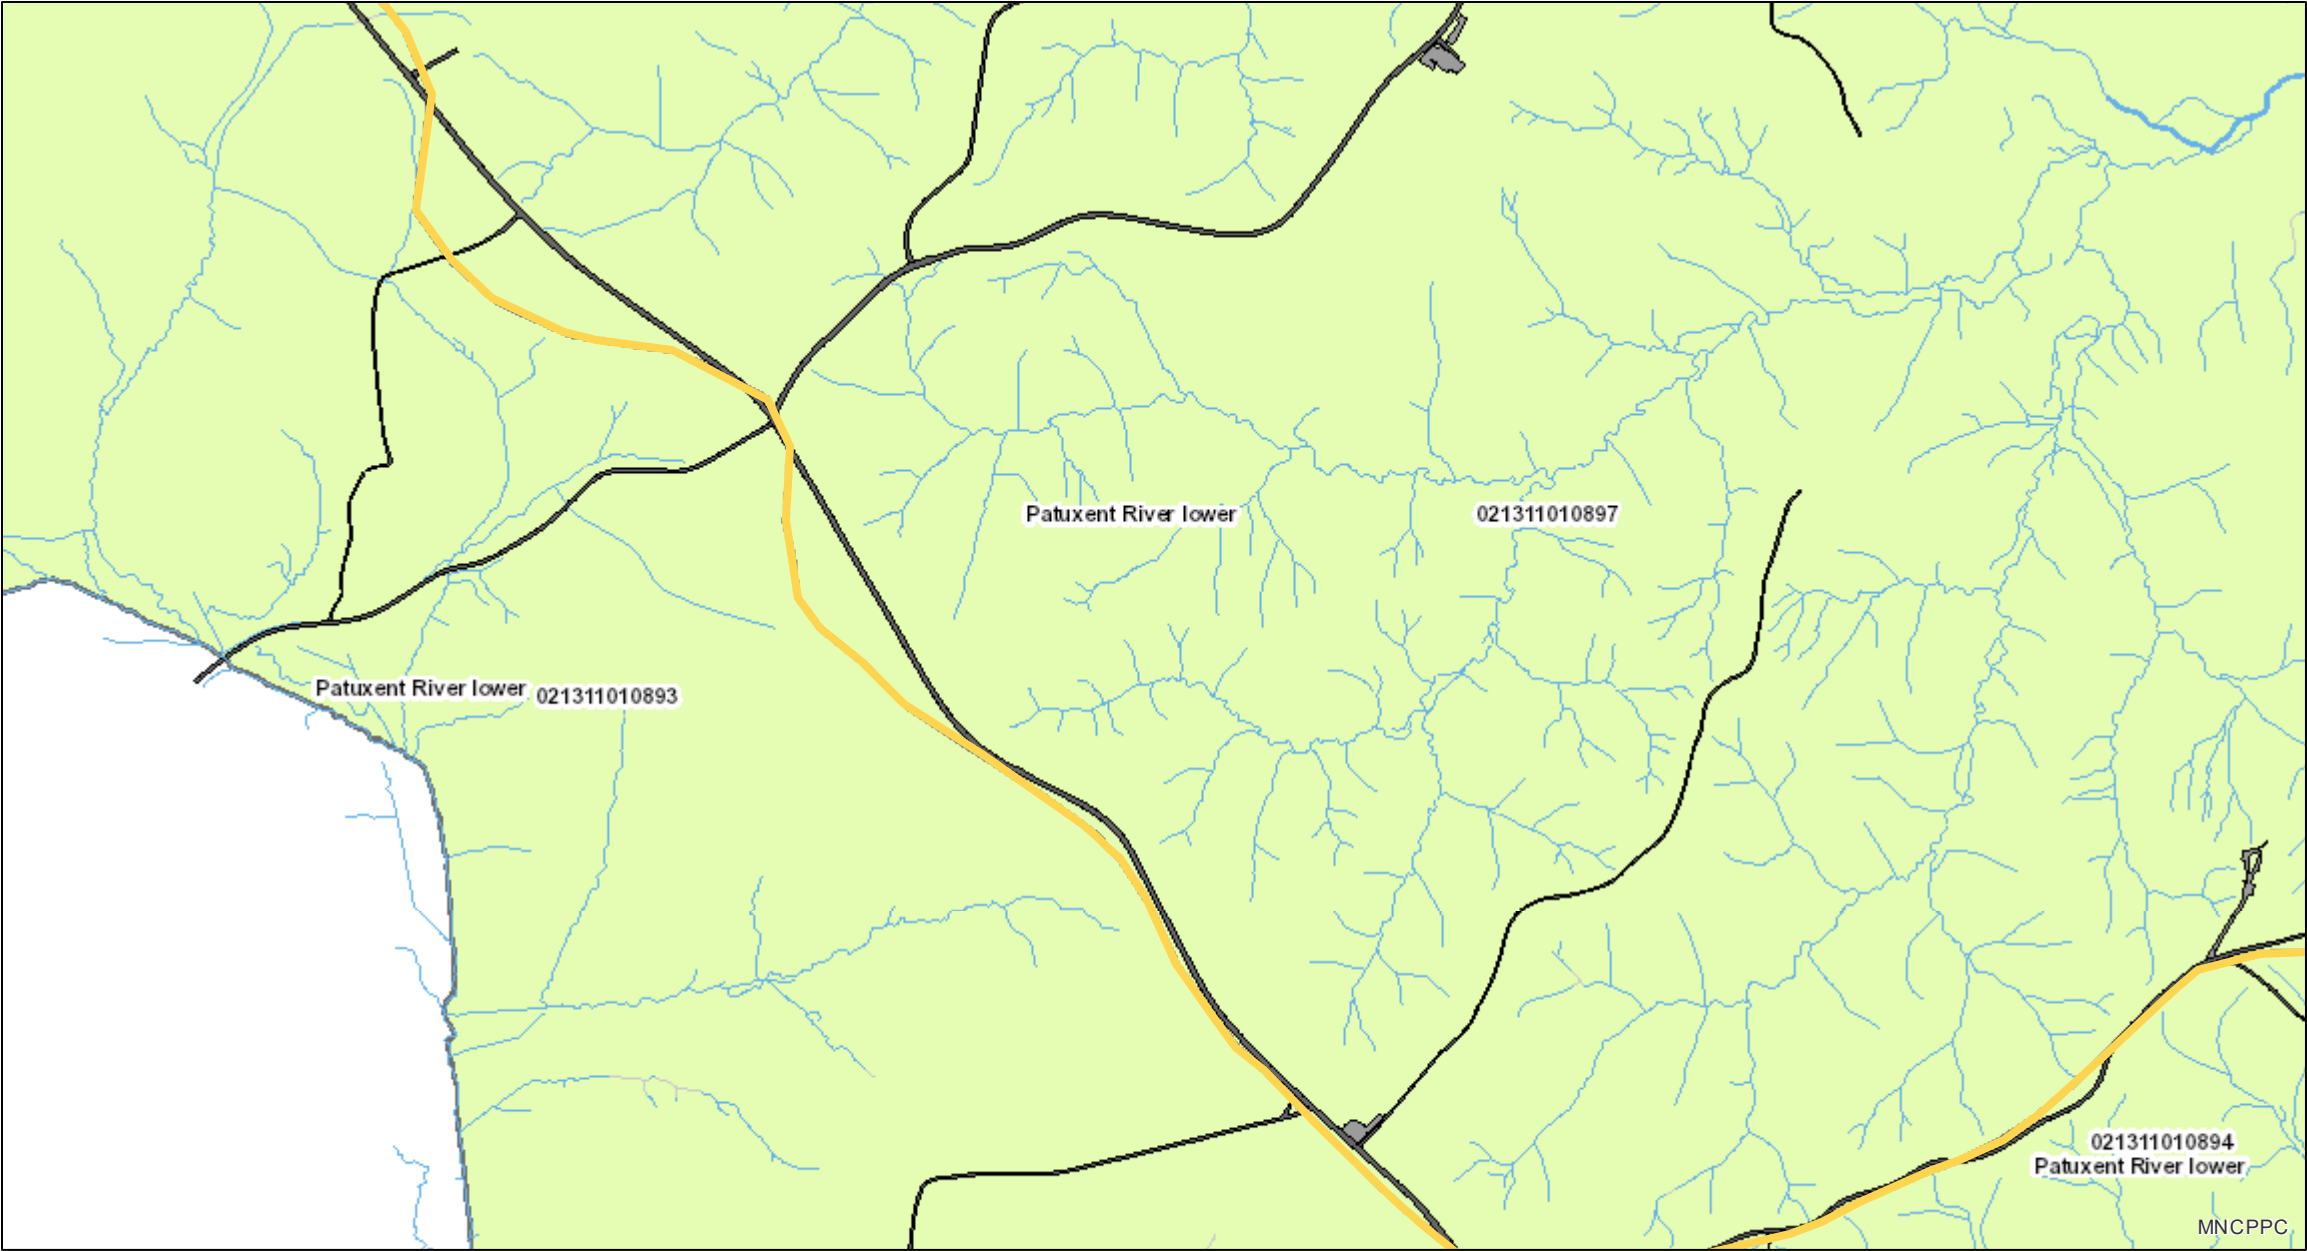 Patuxent River lower
021311010897
Patuxent River lower
021311010893
021311010894
Patuxent River lower
MNCPPC